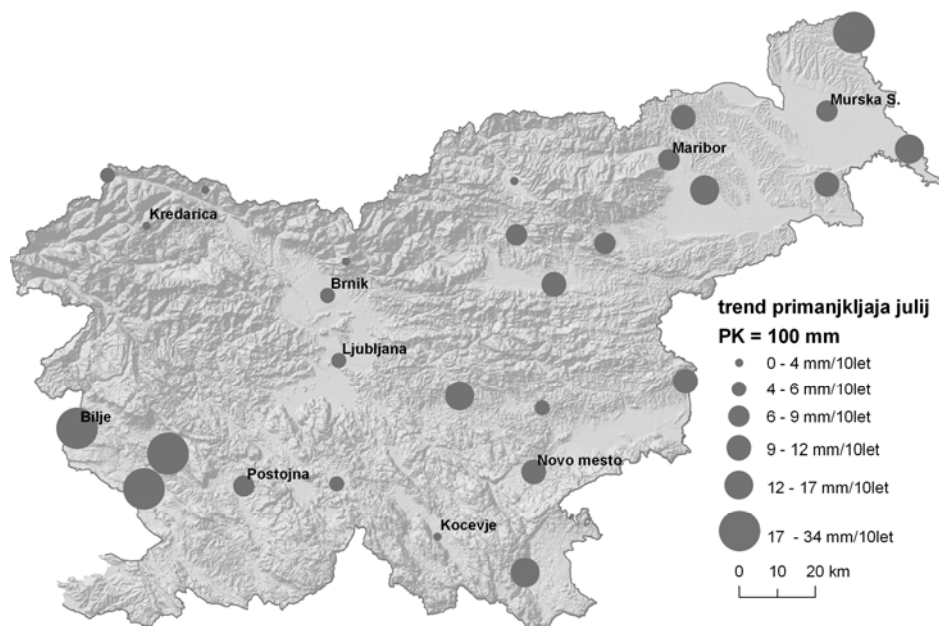 Murska S.
Maribor
Kredarica
Brnik
Ljubljana
Bilje
Postojna
Novo mesto
Kocevje
trend primanjkljaja julij
PK = 100 mm
0 - 4 mm/10let
4 - 6 mm/10let
6 - 9 mm/10let
9 - 12 mm/10let
12 - 17 mm/10let
17 - 34 mm/10let
0 10 20 km